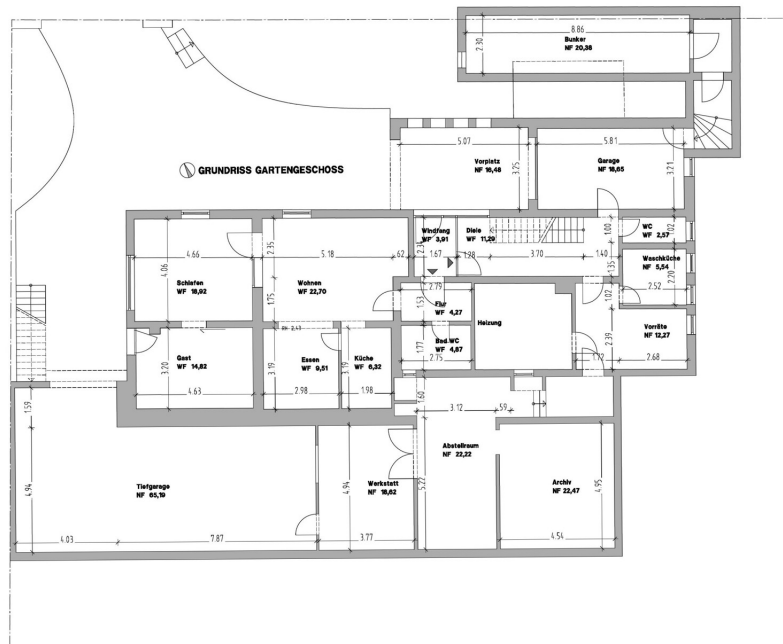 8.86
Bunker
NF 20,38
2.30
5.07
Vorplatz
NF 16,48
3.25
5.81
Garage
NF 18,65
3.21
GRUNDRISS GARTENGESCHOSS
4.66
Schlafen
WF 18,92
4.06
2.35
5.18
.62
Wohnen
WF 22,70
1.75
Windfang
WF 3,91
1.67
Diele
WF 11,29
1.28
3.70
1.40
1.00
WC
NF 2,57
1.02
Waschküche
NF 5,54
2.20
1.35
2.52
2.79
Flur
WF 4,27
1.53
Heizung
1.02
Vorräte
NF 12,27
2.39
1.72
2.68
Gast
WF 14,82
3.20
4.63
Essen
WF 9,51
3.19
2.98
Küche
WF 6,32
3.19
1.98
Bad.WC
WF 4,87
1.77
2.75
1.59
1.60
3.12
59
Abstellraum
NF 22,22
5.22
Tiefgarage
NF 65,19
4.94
4.03
7.87
Werkstatt
NF 18,62
4.94
3.77
Archiv
NF 22,47
4.95
4.54